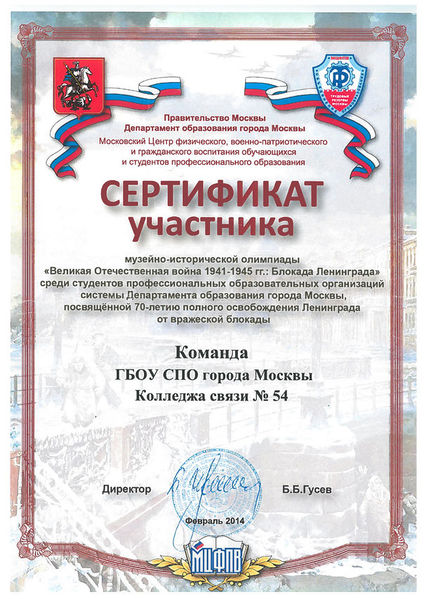 Правительство Москвы
Департамент образования города Москвы
Московский Центр физического, военно-патриотического
и гражданского воспитания обучающихся
и студентов профессионального образования
СЕРТИФИКАТ
участника
музейно-исторической олимпиады
«Великая Отечественная война 1941-1945 гг.: Блокада Ленинграда»
среди студентов профессиональных образовательных организаций
системы Департамента образования города Москвы,
посвящённой 70-летию полного освобождения Ленинграда
от вражеской блокады
Команда
ГБОУ СПО города Москвы
Колледжа связи № 54
Директор
Б.Б.Гусев
Февраль 2014
МЦФПВ